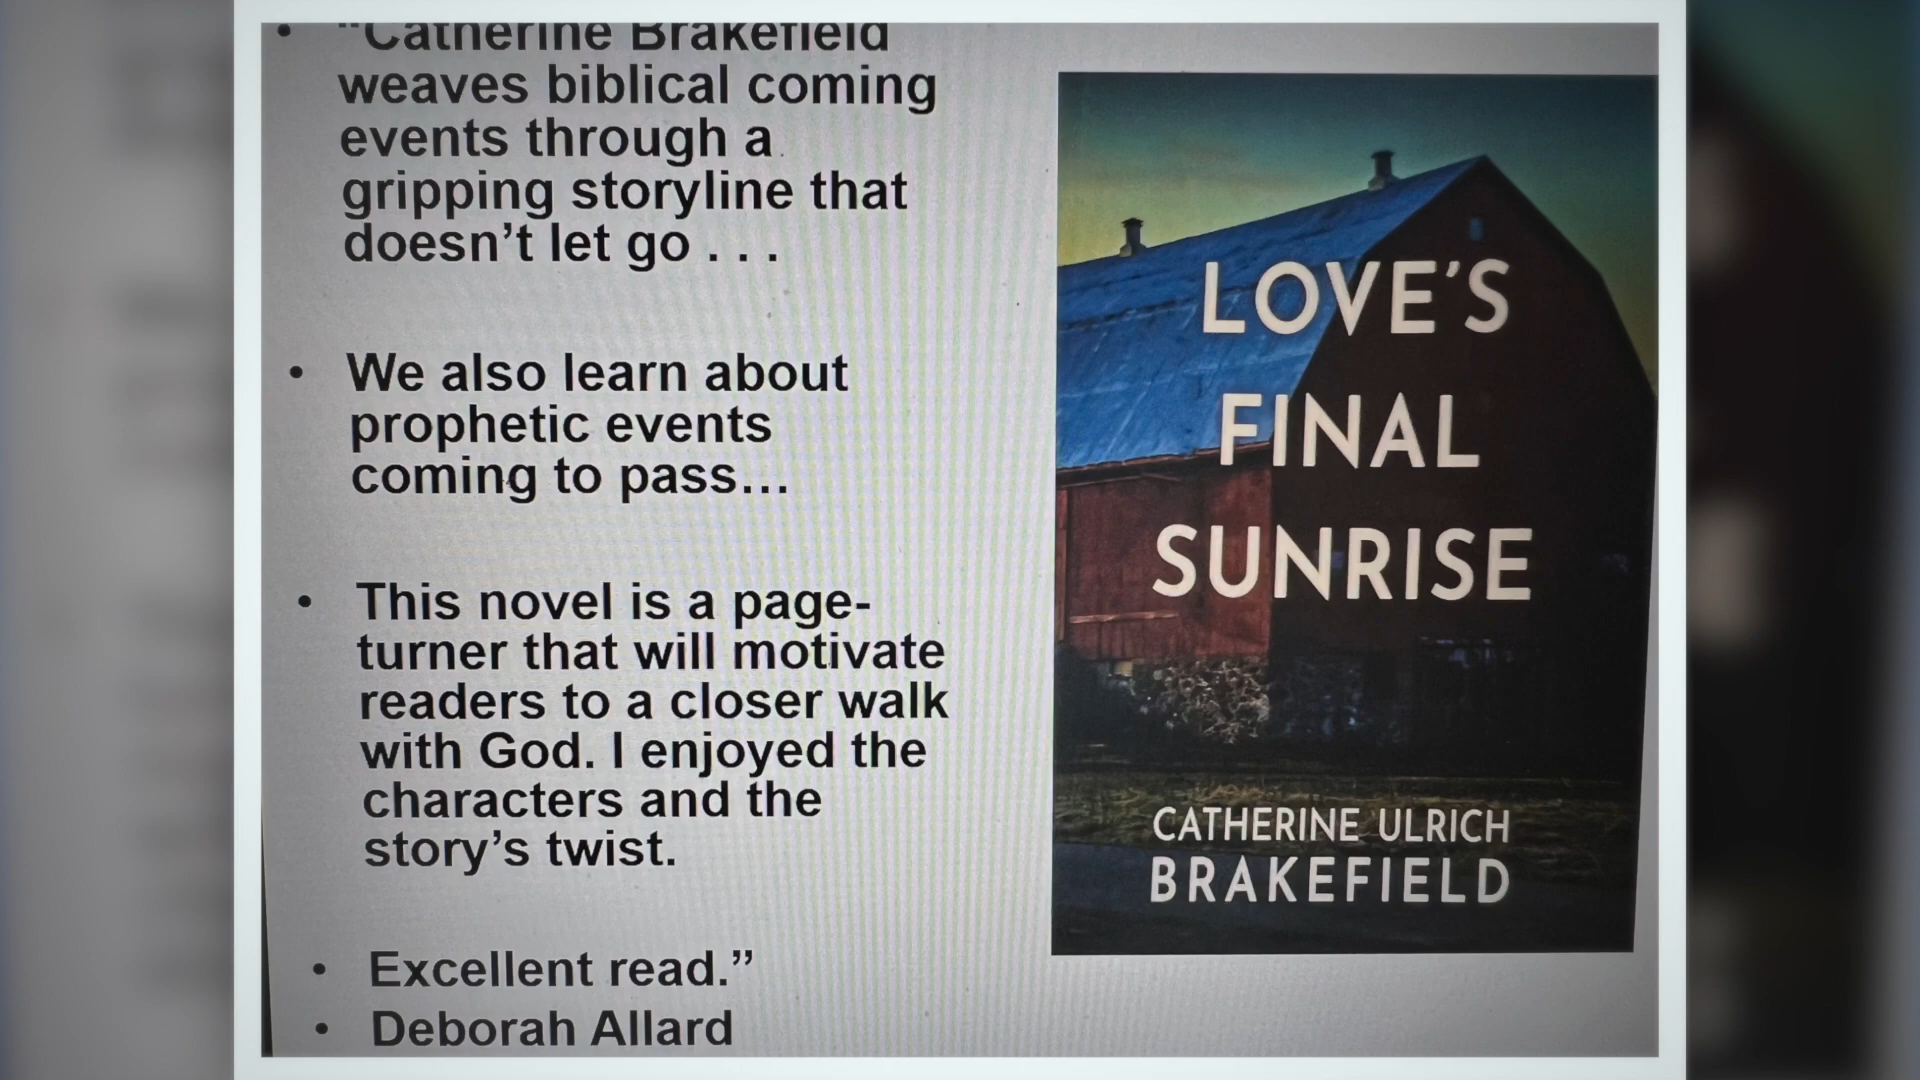 • "Catherine Brakefield
weaves biblical coming
events through a
gripping storyline that
doesn’t let go . . .
• We also learn about
prophetic events
coming to pass...
• This novel is a page-
turner that will motivate
readers to a closer walk
with God. I enjoyed the
characters and the
story’s twist.
• Excellent read.”
• Deborah Allard
LOVE’S
FINAL
SUNRISE
CATHERINE ULRICH
BRAKEFIELD